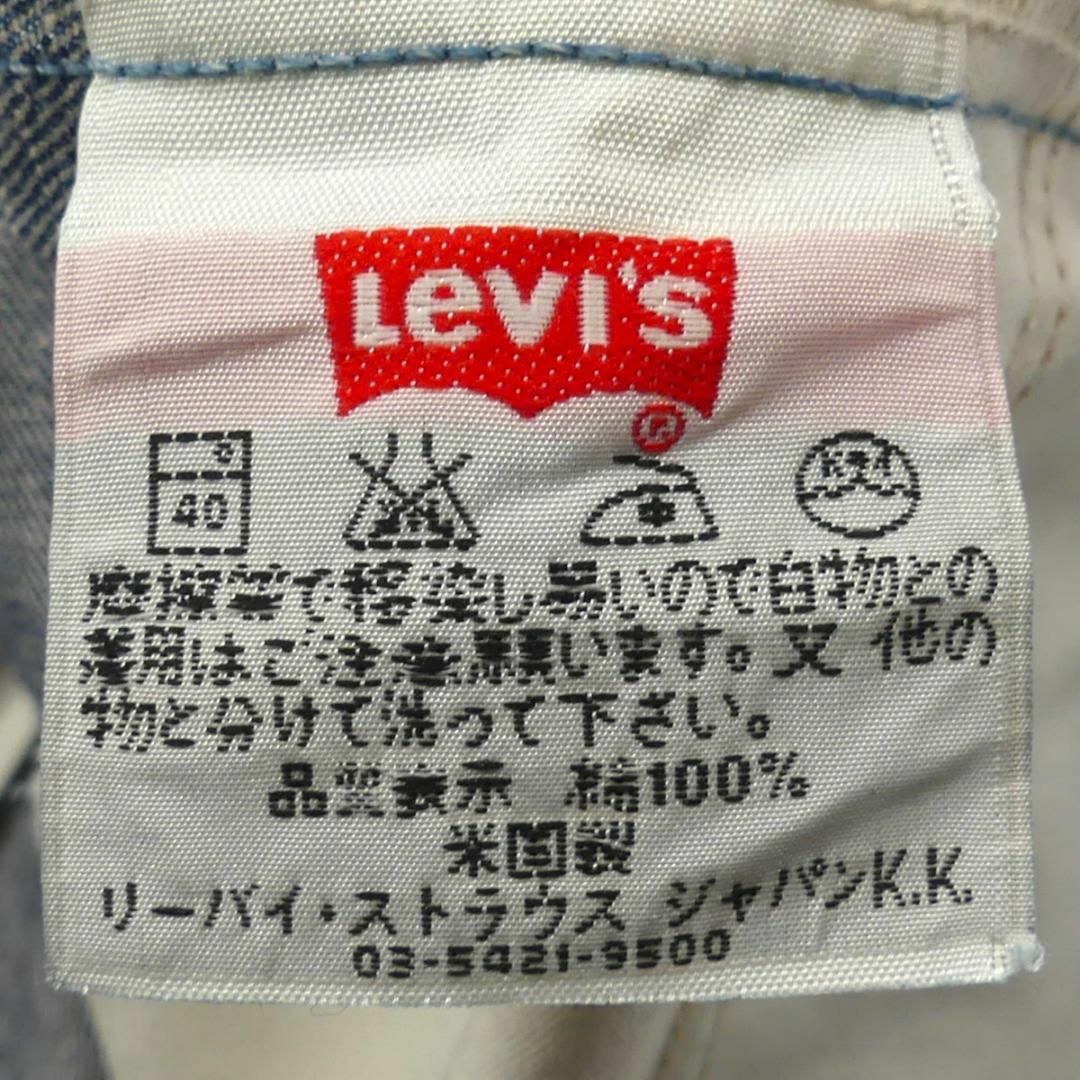 Levi's
®
40
摩擦等で移染し易いので白物との
着用はご注意願います。又 他の
物と分けて洗って下さい。
品質表示 綿100%
米国製
リーバイ・ストラウス ジャパンK.K.
03-5421-9500